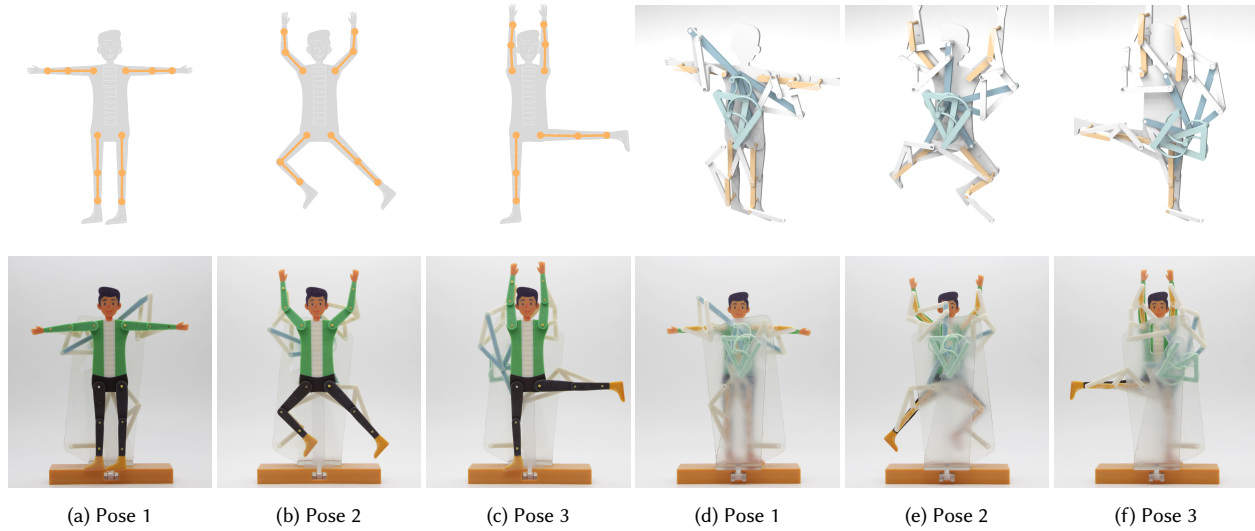 (a) Pose 1
(b) Pose 2
(c) Pose 3
(d) Pose 1
(e) Pose 2
(f) Pose 3